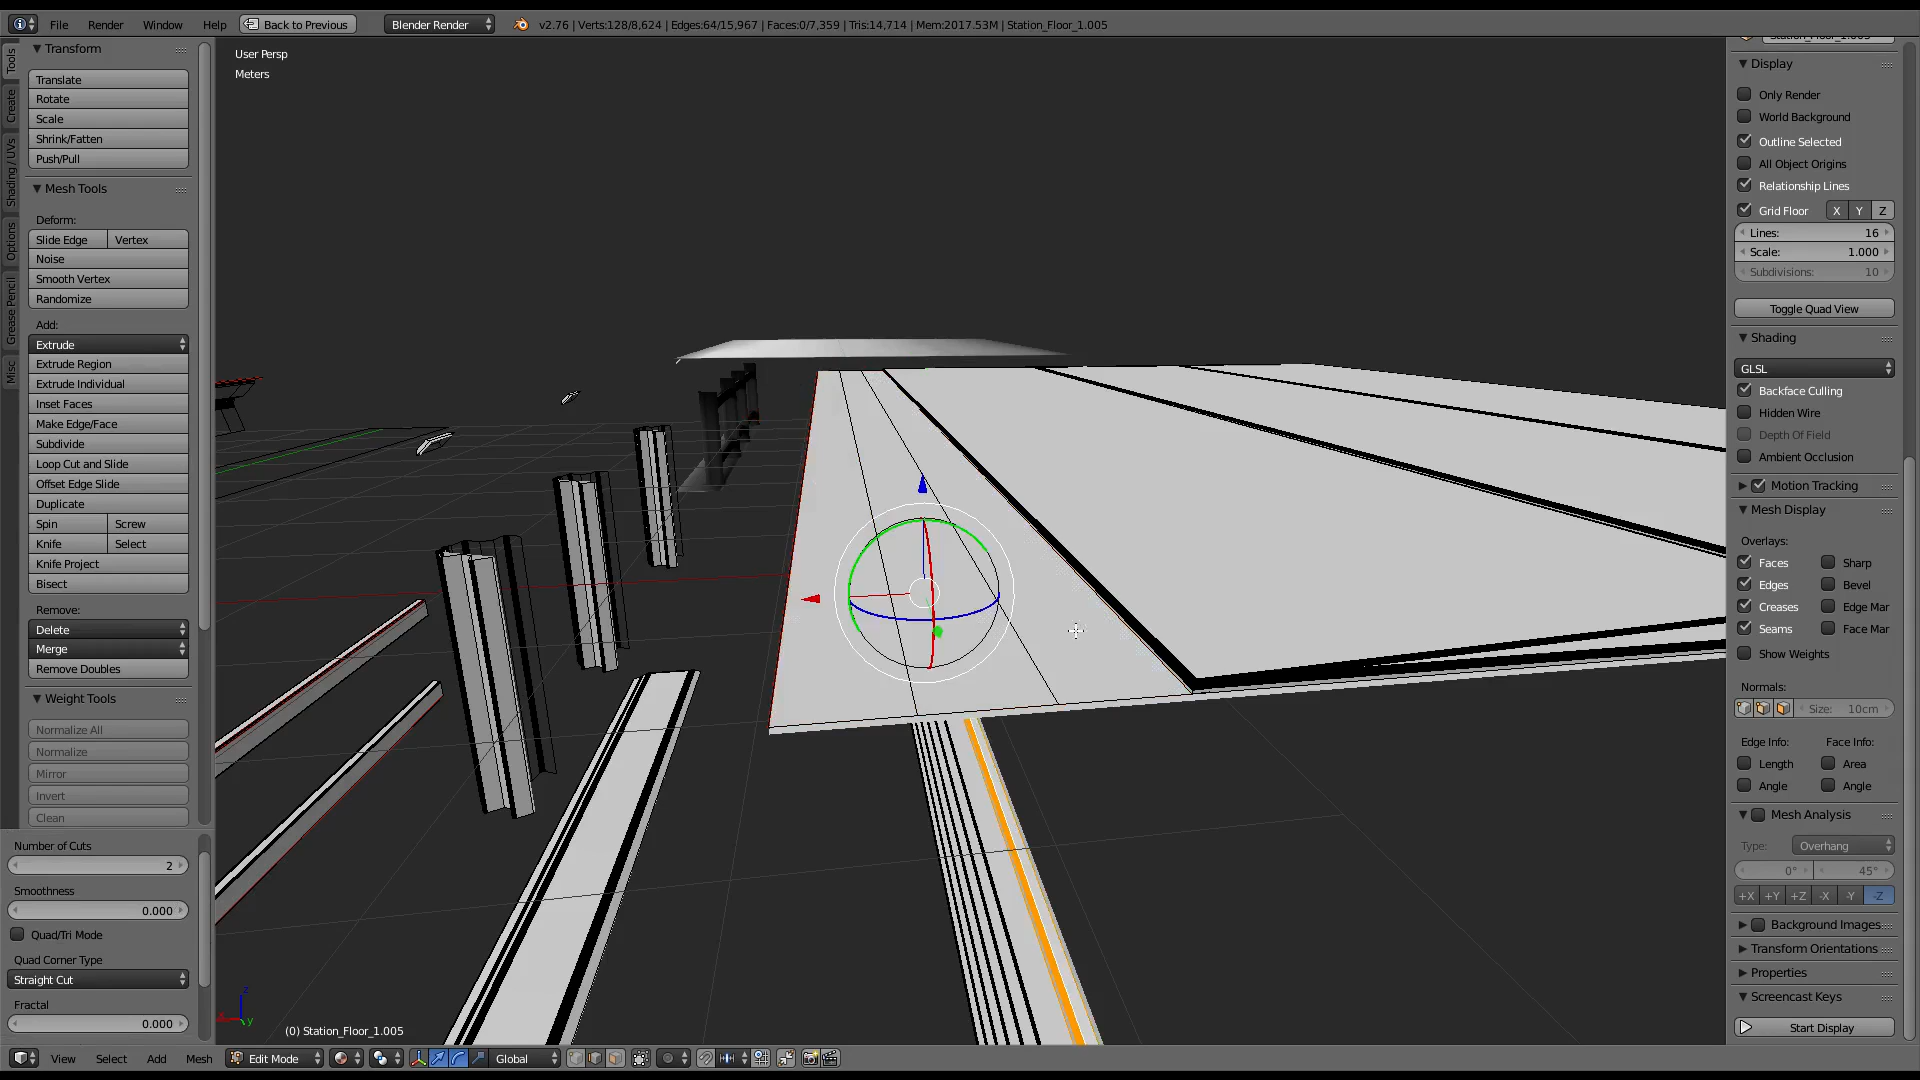 File Render Window Help Back to Previous Blender Render v2.76 | Verts:128/8,624 | Edges:64/15,967 | Faces:0/7,359 | Tris:14,714 | Mem:2017.53M | Station_Floor_1.005
Tools
Create
Shading / UVs
Options
Grease Pencil
Misc
Transform
Translate
Rotate
Scale
Shrink/Fatten
Push/Pull
Mesh Tools
Deform:
Slide Edge Vertex
Noise
Smooth Vertex
Randomize
Add:
Extrude
Extrude Region
Extrude Individual
Inset Faces
Make Edge/Face
Subdivide
Loop Cut and Slide
Offset Edge Slide
Duplicate
Spin Screw
Knife Select
Knife Project
Bisect
Remove:
Delete
Merge
Remove Doubles
Weight Tools
Normalize All
Normalize
Mirror
Invert
Clean
Number of Cuts
2
Smoothness
0.000
Quad/Tri Mode
Quad Corner Type
Straight Cut
Fractal
0.000
User Persp
Meters
z
x y
(0) Station_Floor_1.005
Station_Floor_1.005
Display
Only Render
World Background
Outline Selected
All Object Origins
Relationship Lines
Grid Floor X Y Z
Lines: 16
Scale: 1.000
Subdivisions: 10
Toggle Quad View
Shading
GLSL
Backface Culling
Hidden Wire
Depth Of Field
Ambient Occlusion
Motion Tracking
Mesh Display
Overlays:
Faces Sharp
Edges Bevel
Creases Edge Mar
Seams Face Mar
Show Weights
Normals:
Size: 10cm
Edge Info: Face Info:
Length Area
Angle Angle
Mesh Analysis
Type: Overhang
0° 45°
+X +Y +Z -X -Y -Z
Background Images
Transform Orientations
Properties
Screencast Keys
Start Display
View Select Add Mesh Edit Mode Global